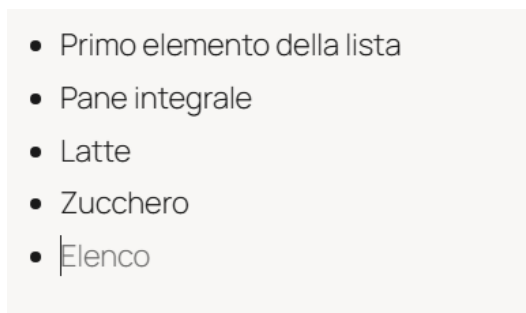 • Primo elemento della lista
• Pane integrale
• Latte
• Zucchero
• Elenco